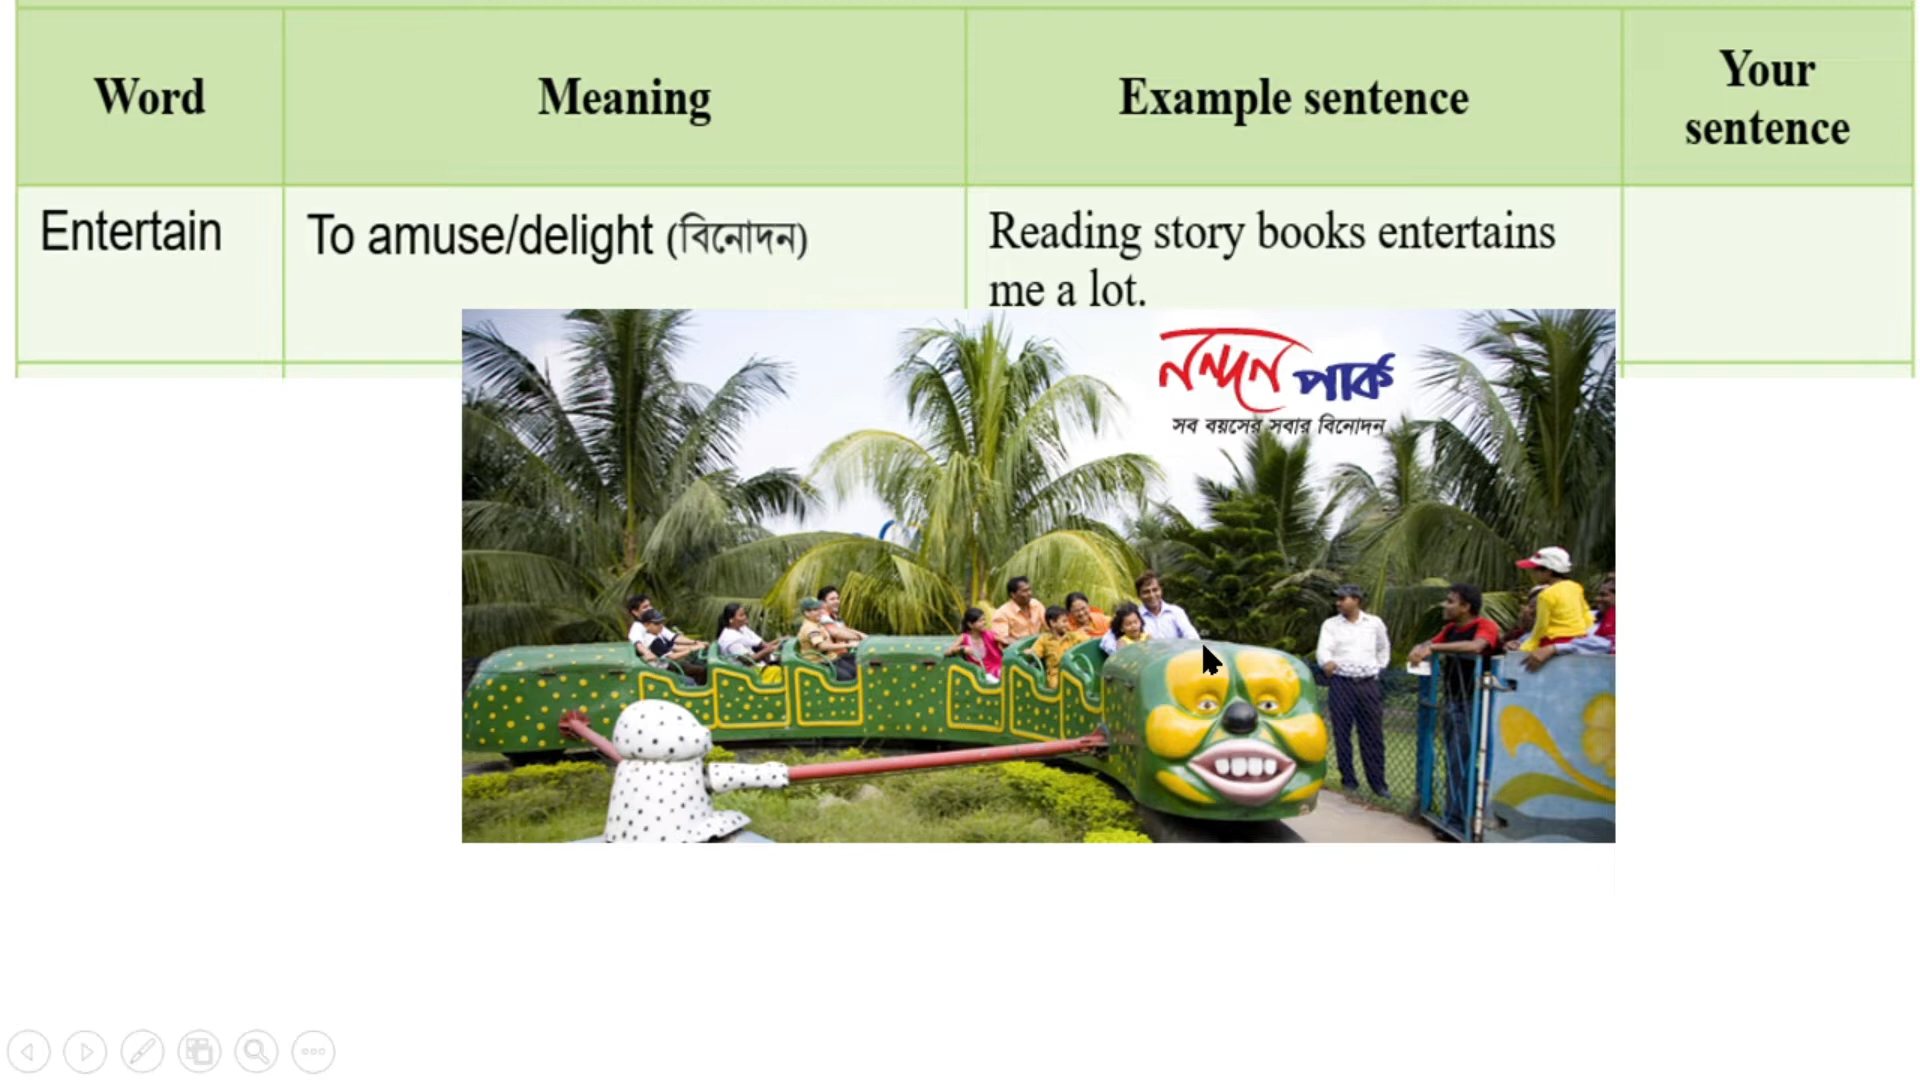 Word
Meaning
Example sentence
Your
sentence
Entertain
To amuse/delight (বিনোদন)
Reading story books entertains
me a lot.
নন্দন পার্ক
সব বয়সের সবার বিনোদন